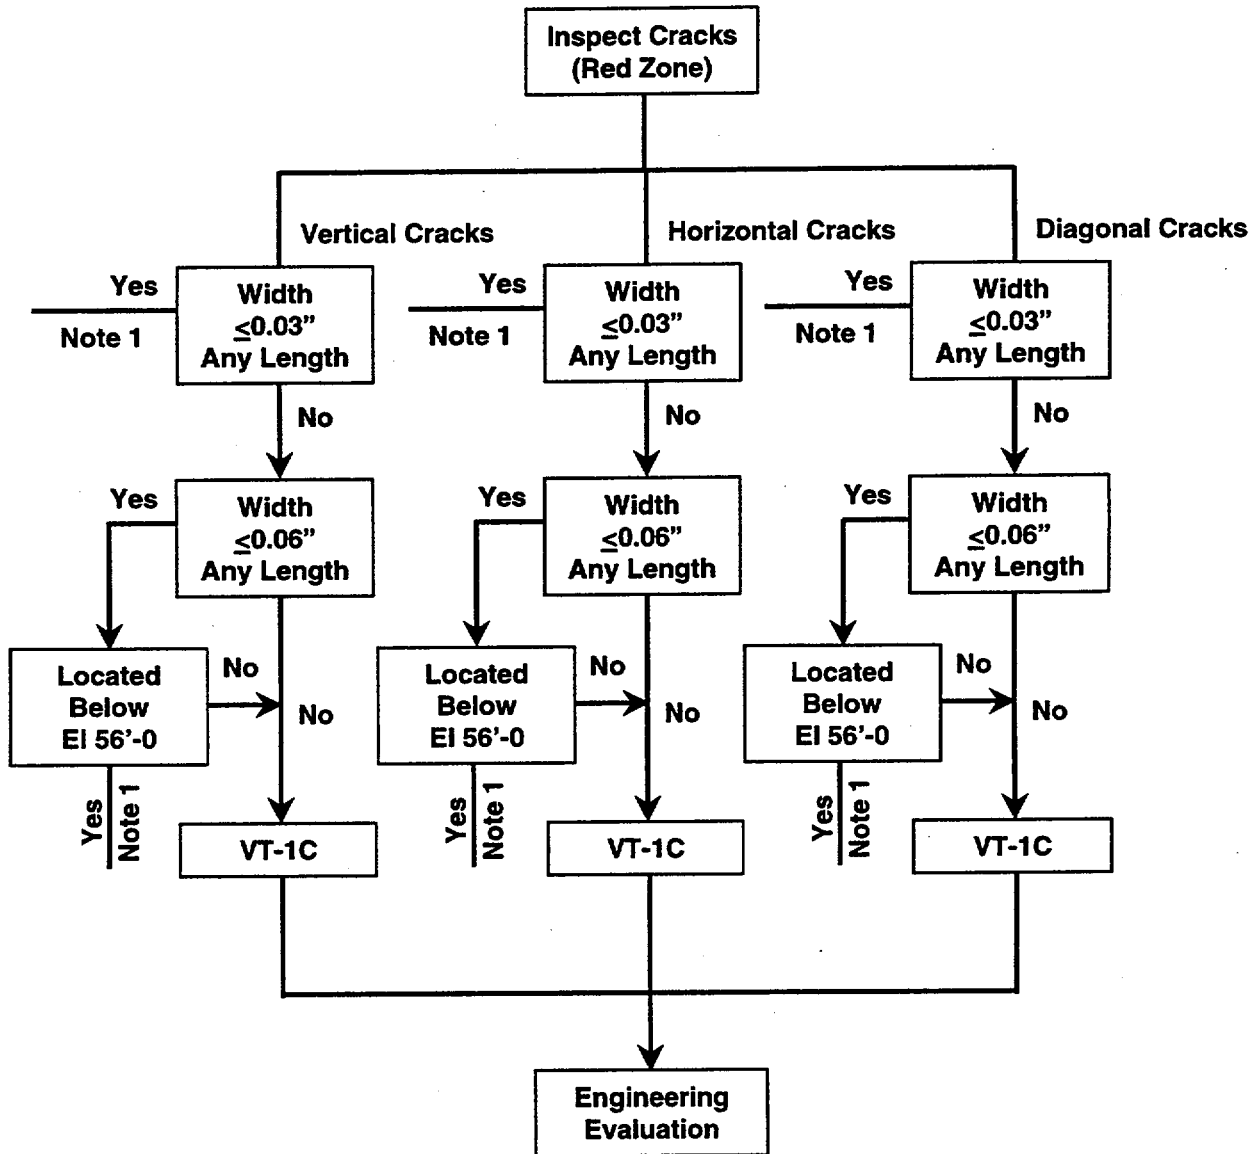 Inspect Cracks
(Red Zone)
Vertical Cracks
Horizontal Cracks
Diagonal Cracks
Yes
Note 1
Width
≤0.03”
Any Length
Yes
Note 1
Width
≤0.03”
Any Length
Yes
Note 1
Width
≤0.03”
Any Length
No
No
No
Yes
Width
≤0.06”
Any Length
Yes
Width
≤0.06”
Any Length
Yes
Width
≤0.06”
Any Length
Located
Below
El 56’-0
No
No
Located
Below
El 56’-0
No
No
Located
Below
El 56’-0
No
No
Yes
Note 1
VT-1C
Yes
Note 1
VT-1C
Yes
Note 1
VT-1C
Engineering
Evaluation